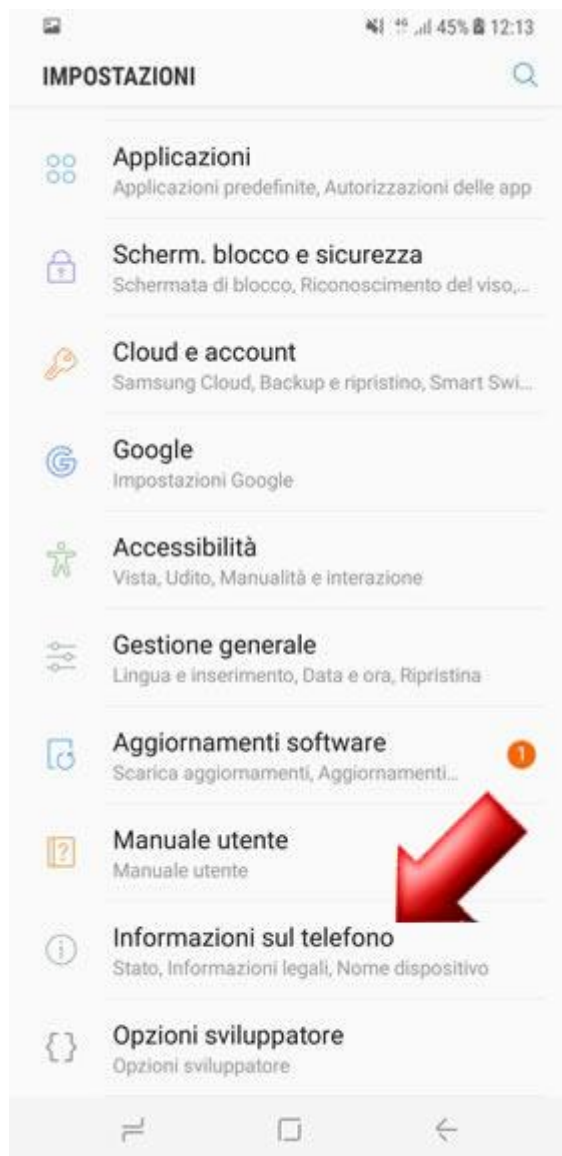 45% 12:13
IMPOSTAZIONI
Applicazioni
Applicazioni predefinite, Autorizzazioni delle app
Scherm. blocco e sicurezza
Schermata di blocco, Riconoscimento del viso,...
Cloud e account
Samsung Cloud, Backup e ripristino, Smart Swi...
Google
Impostazioni Google
Accessibilità
Vista, Udito, Manualità e interazione
Gestione generale
Lingua e inserimento, Data e ora, Ripristina
Aggiornamenti software
1
Scarica aggiornamenti, Aggiornamenti...
Manuale utente
Manuale utente
Informazioni sul telefono
Stato, Informazioni legali, Nome dispositivo
Opzioni sviluppatore
Opzioni sviluppatore